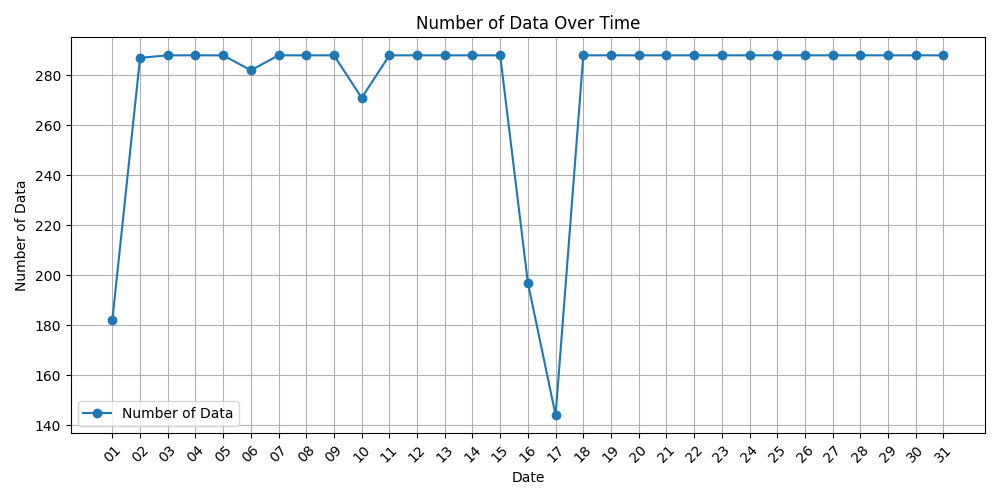 Number of Data Over Time
Number of Data
280
260
240
220
200
180
160
140
Number of Data
01 02 03 04 05 06 07 08 09 10 11 12 13 14 15 16 17 18 19 20 21 22 23 24 25 26 27 28 29 30 31
Date